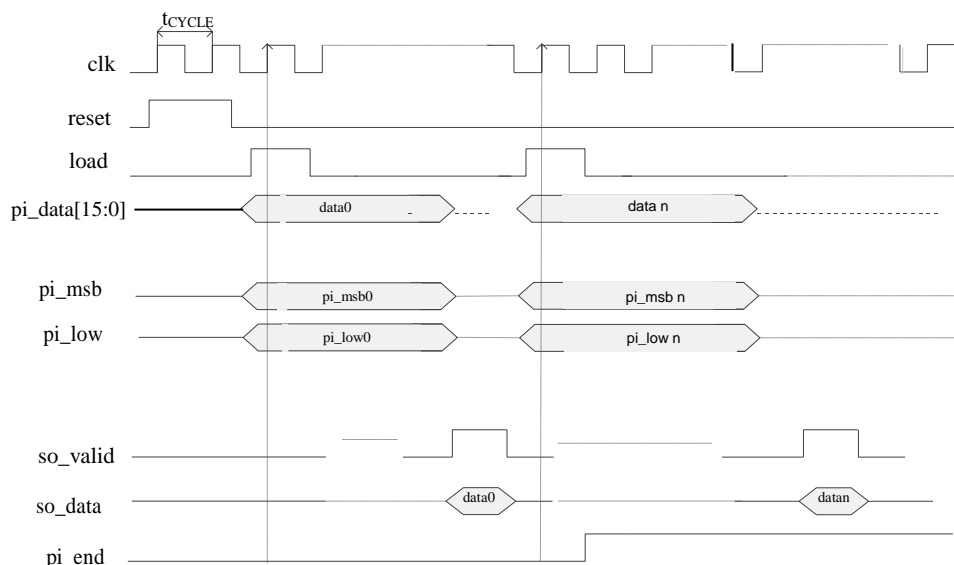 tCYCLE
clk
reset
load
pi_data[15:0] data0 data n
pi_msb pi_msb0 pi_msb n
pi_low pi_low0 pi_low n
so_valid
so_data data0 datan
pi_end